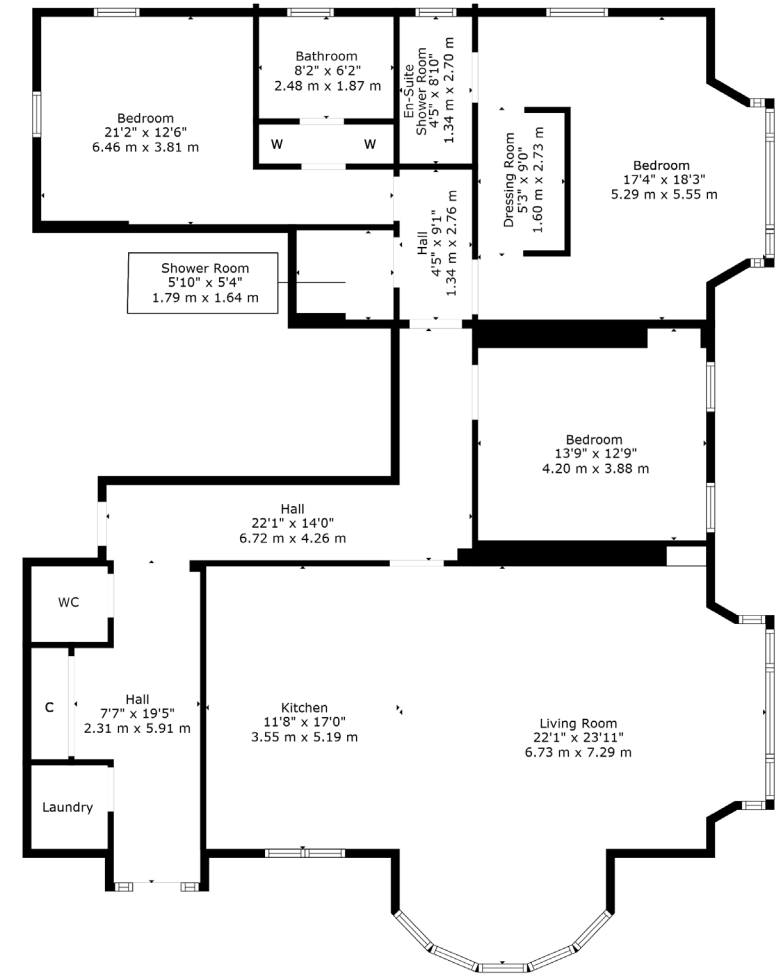 Bathroom
8'2" x 6'2"
2.48 m x 1.87 m
W
W
En-Suite
Shower Room
4'5" x 8'10"
1.34 m x 2.70 m
Bedroom
21'2" x 12'6"
6.46 m x 3.81 m
Dressing Room
5'3" x 9'0"
1.60 m x 2.73 m
Bedroom
17'4" x 18'3"
5.29 m x 5.55 m
Hall
4'5" x 9'1"
1.34 m x 2.76 m
Shower Room
5'10" x 5'4"
1.79 m x 1.64 m
Bedroom
13'9" x 12'9"
4.20 m x 3.88 m
Hall
22'1" x 14'0"
6.72 m x 4.26 m
WC
C
Hall
7'7" x 19'5"
2.31 m x 5.91 m
Kitchen
11'8" x 17'0"
3.55 m x 5.19 m
Living Room
22'1" x 23'11"
6.73 m x 7.29 m
Laundry